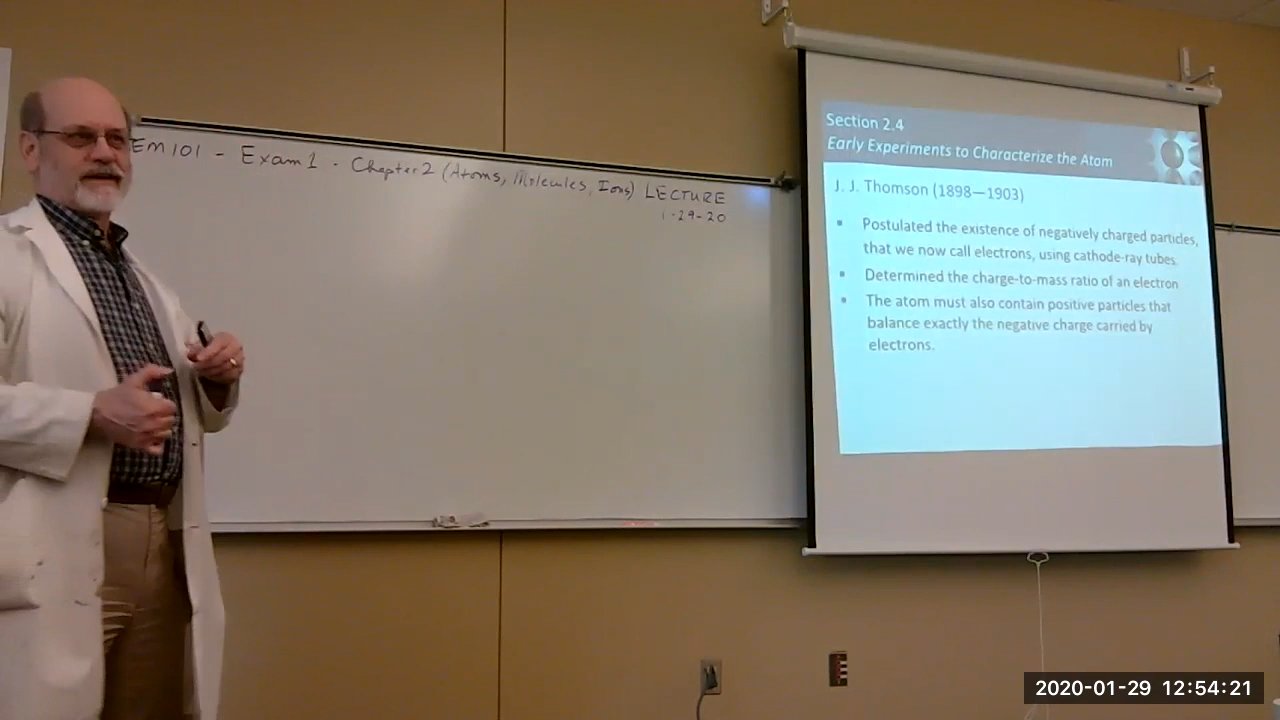 EM101 - Exam 1 - Chapter 2 (Atoms, Molecules, Ions) LECTURE
1-29-20
Section 2.4
Early Experiments to Characterize the Atom
J. J. Thomson (1898—1903)
• Postulated the existence of negatively charged particles,
that we now call electrons, using cathode-ray tubes.
• Determined the charge-to-mass ratio of an electron
• The atom must also contain positive particles that
balance exactly the negative charge carried by
electrons.
2020-01-29 12:54:21